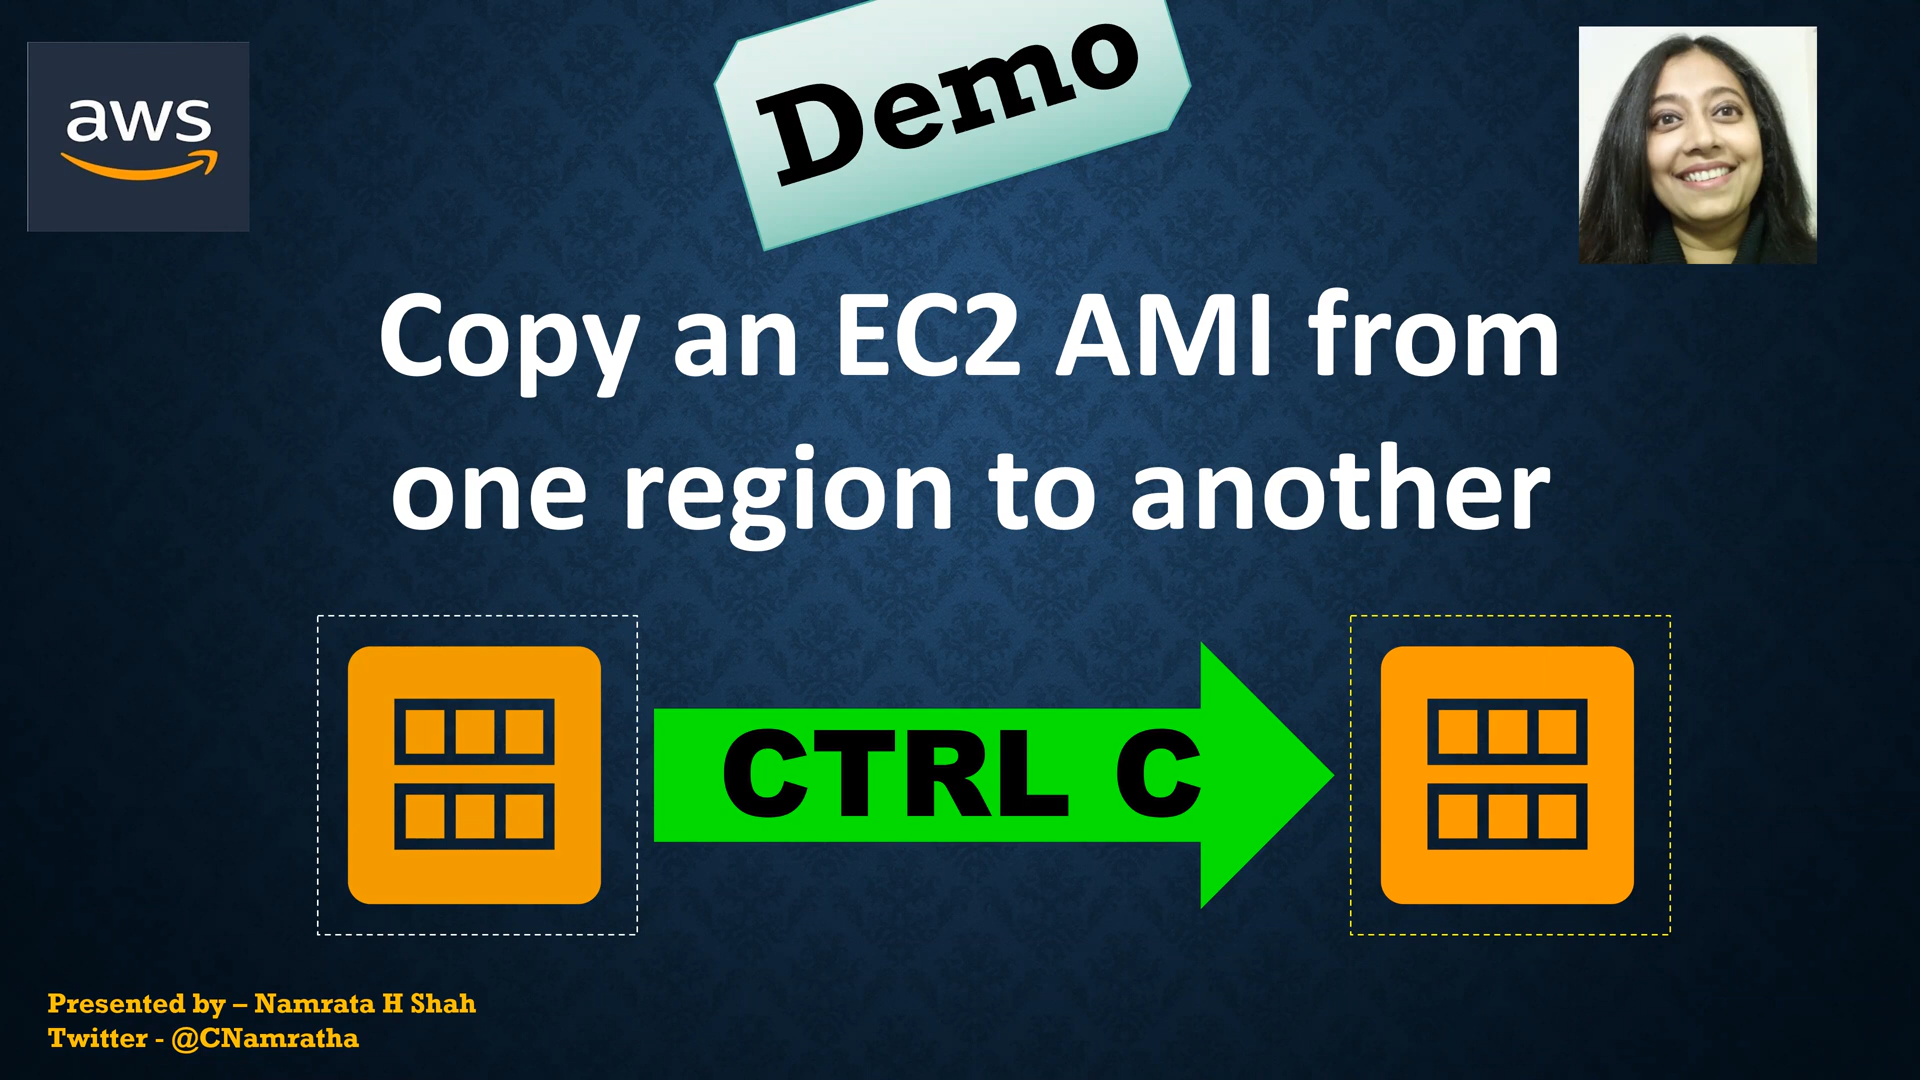 aws
Demo
Copy an EC2 AMI from
one region to another
CTRL C
Presented by – Namrata H Shah
Twitter - @CNamratha